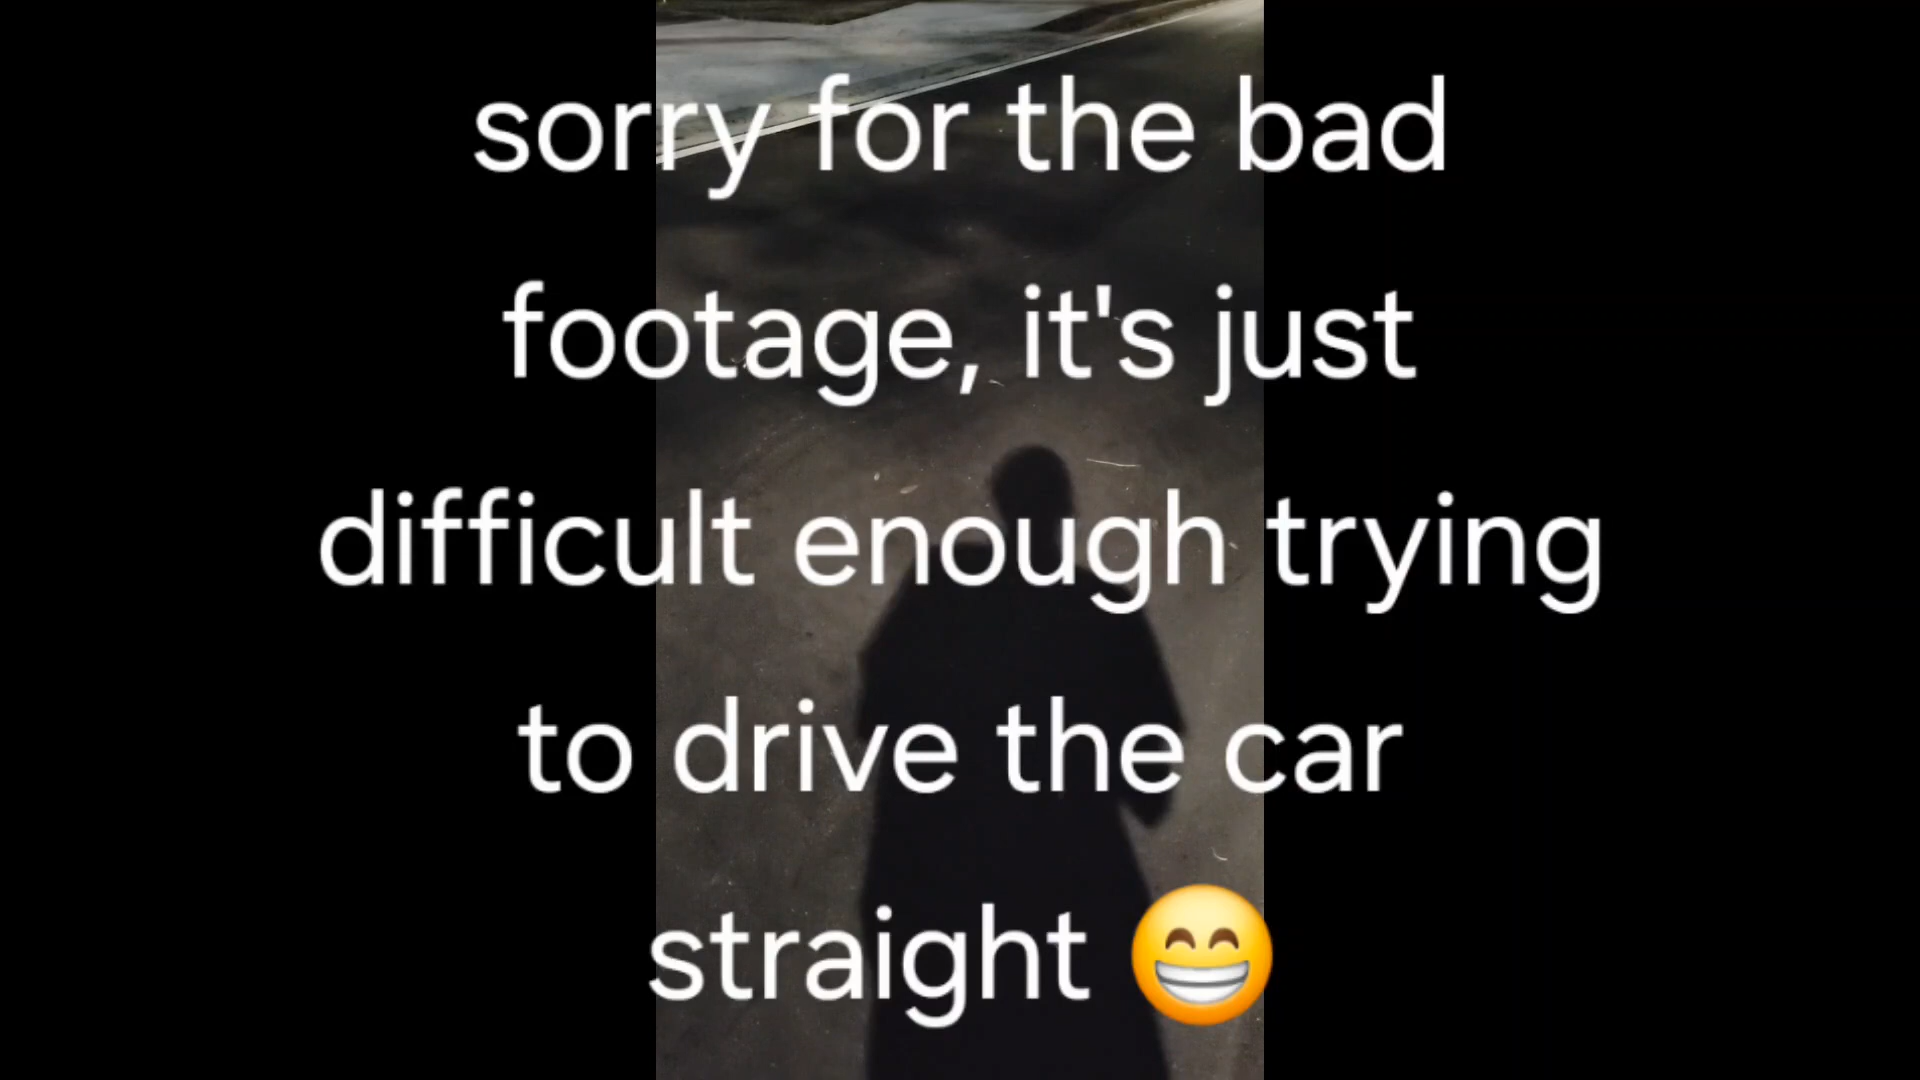 sorry for the bad
footage, it's just
difficult enough trying
to drive the car
straight 😁